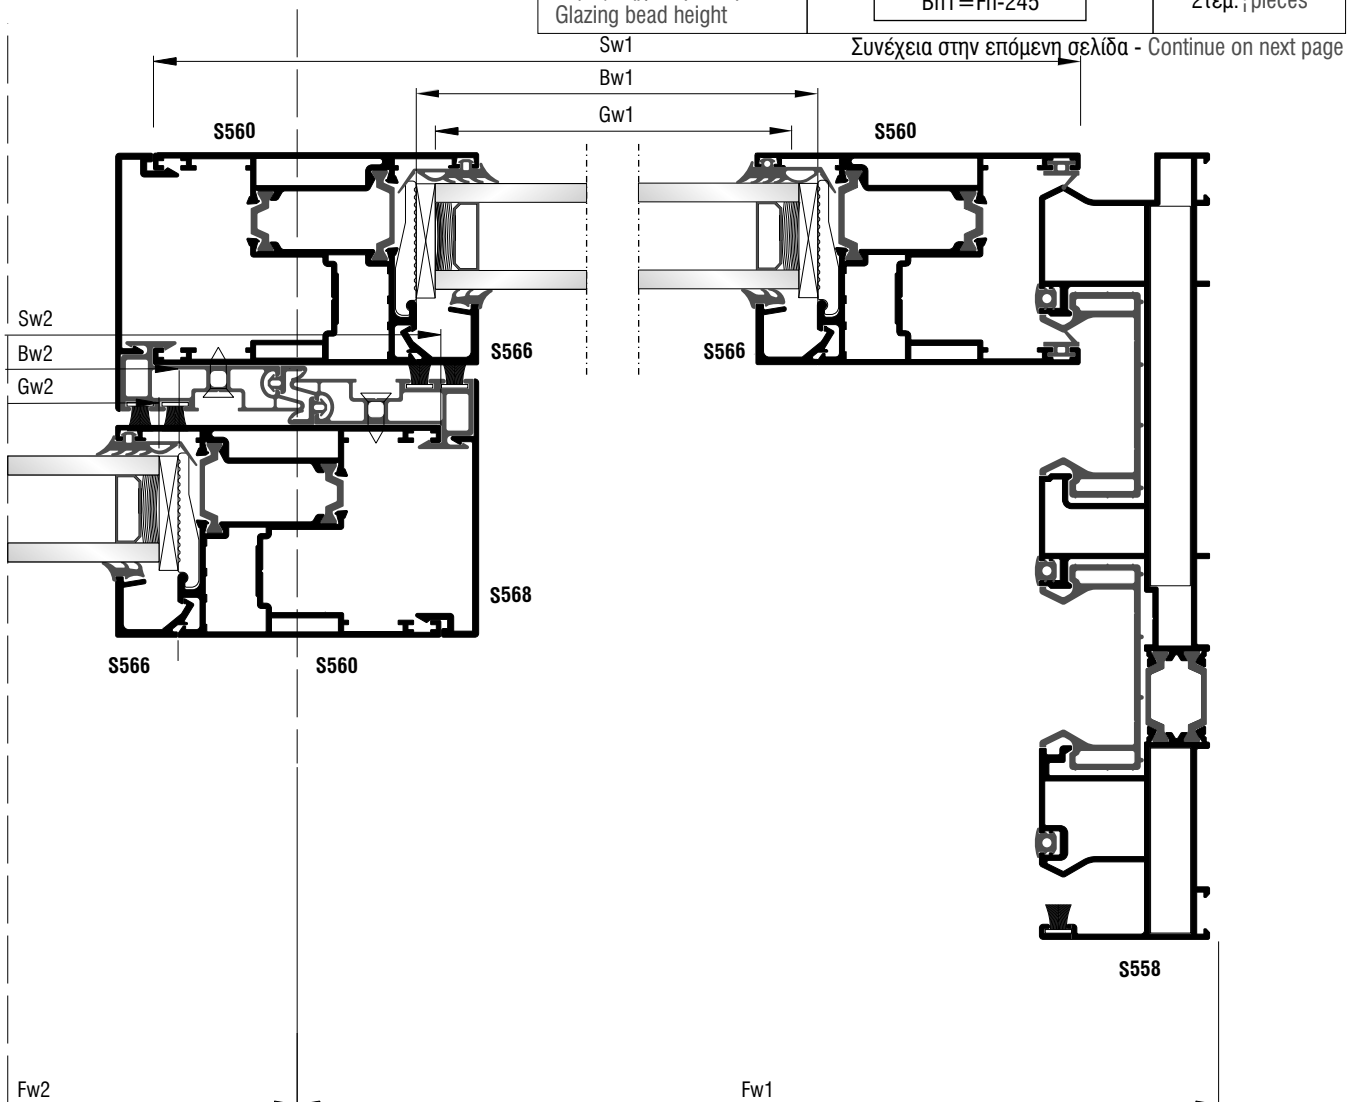 Glazing bead height
Bh1=Fh-245
2τεμ. pieces
Συνέχεια στην επόμενη σελίδα - Continue on next page
Sw1
Bw1
Gw1
S560
S560
Sw2
Bw2
Gw2
S566
S566
S568
S566
S560
S558
Fw2
Fw1